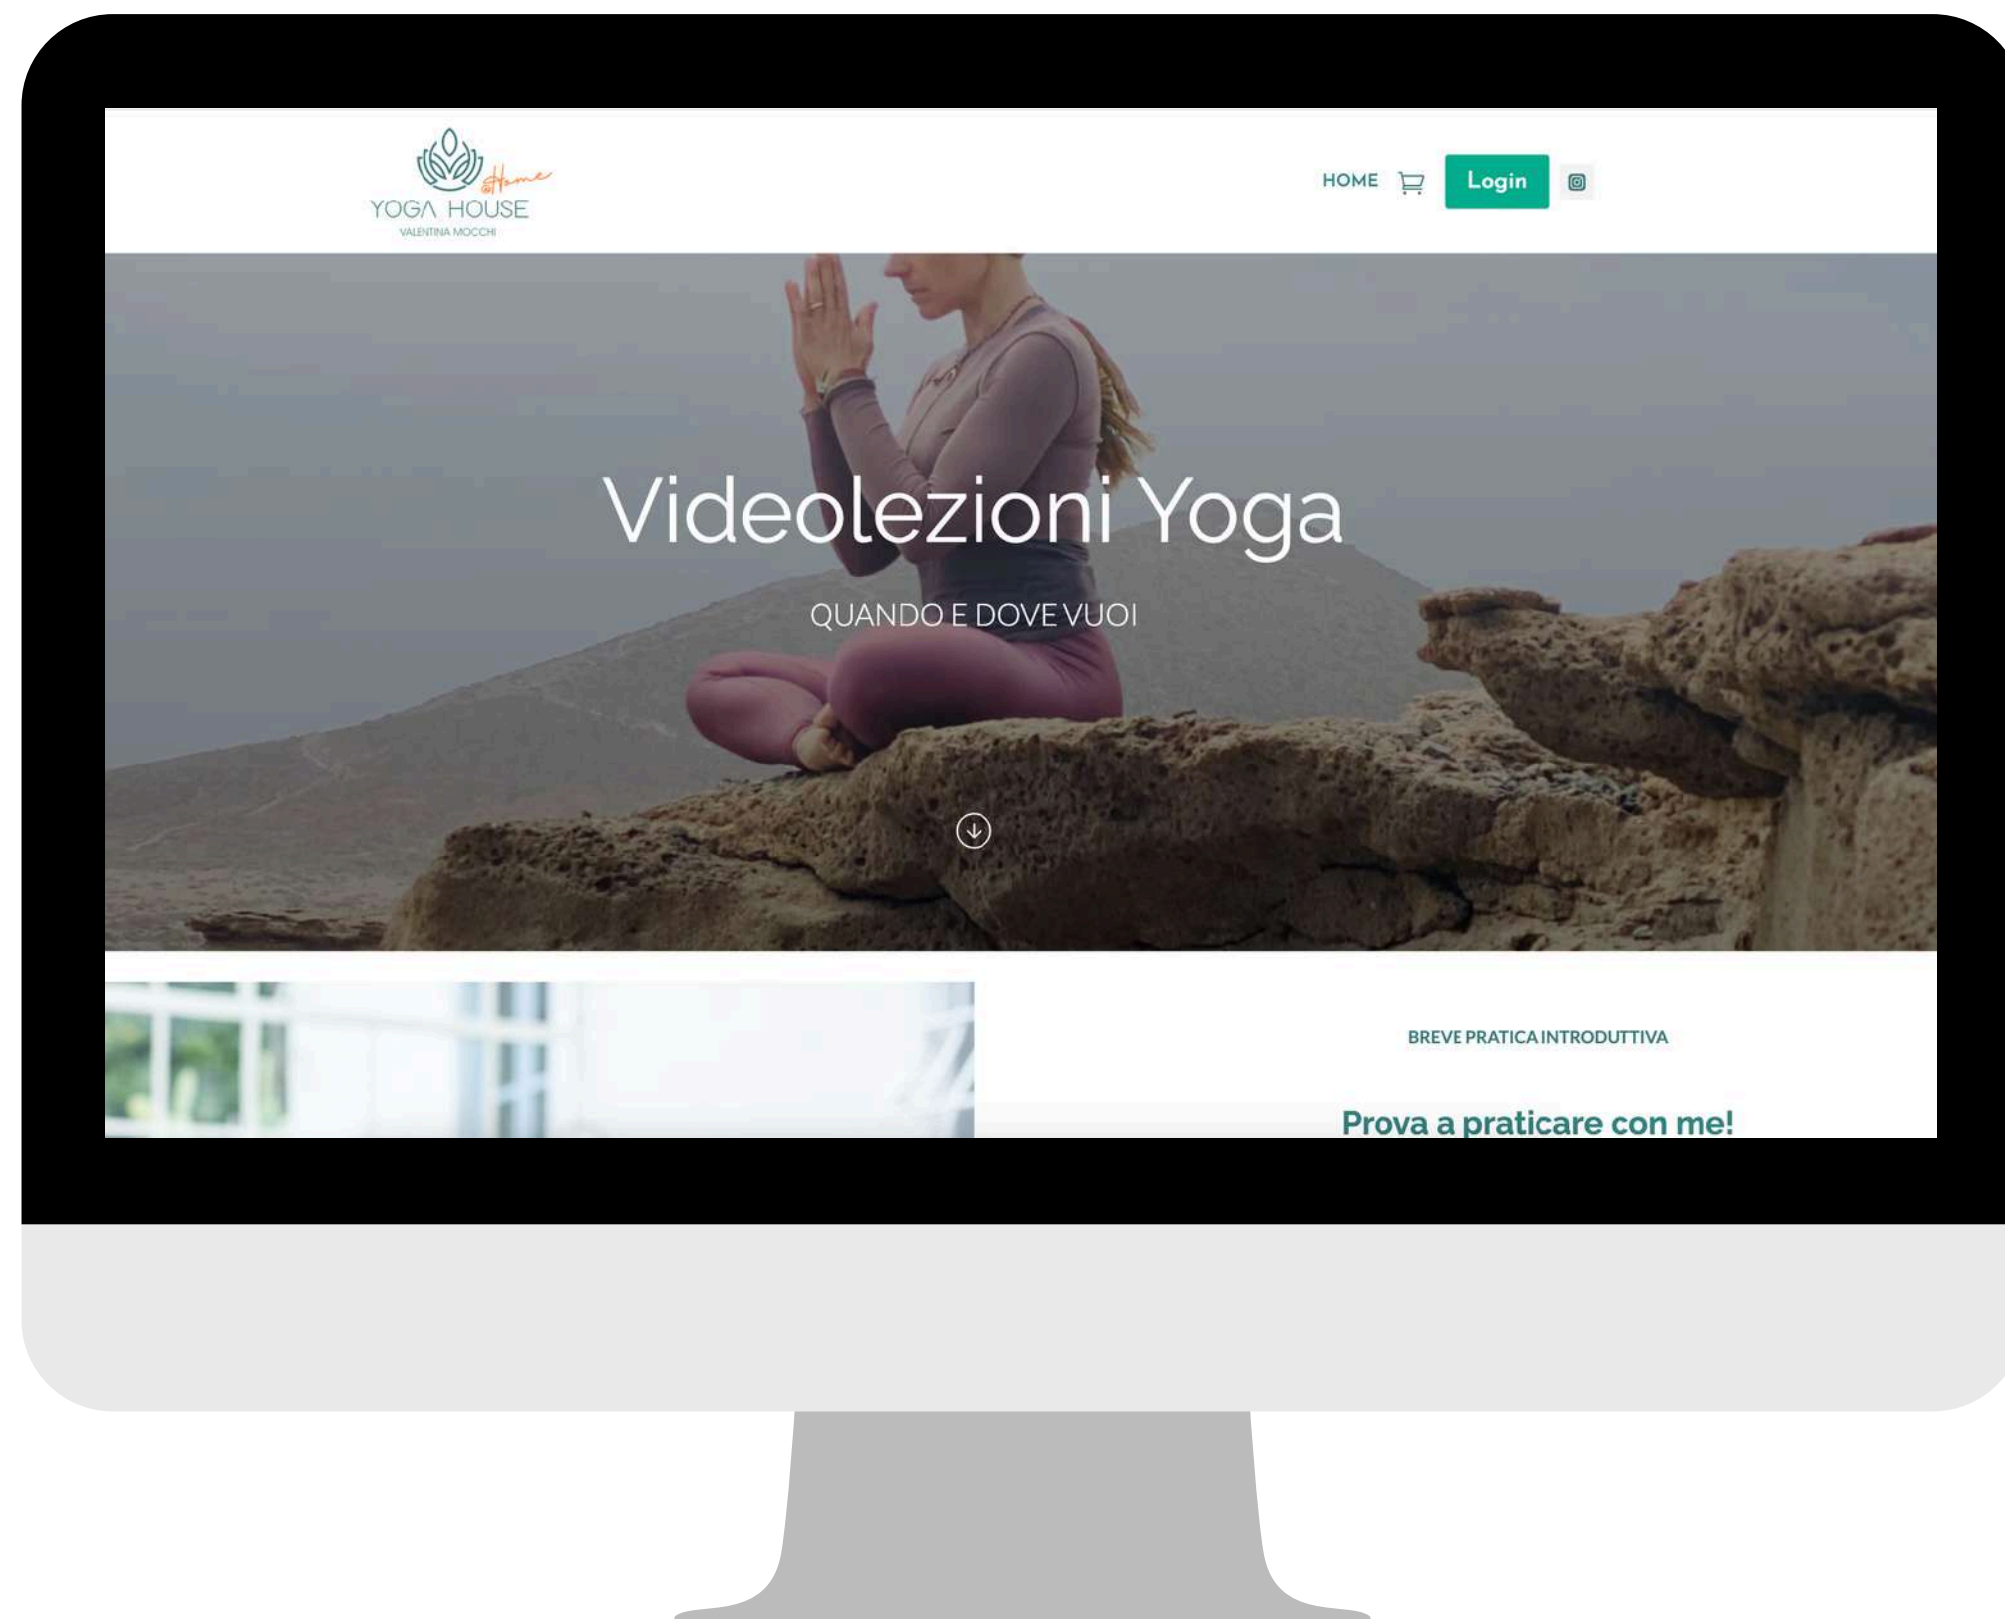 @Home
YOGA HOUSE
VALENTINA MOCCHI
HOME
Login
Videolezioni Yoga
QUANDO E DOVE VUOI
BREVE PRATICA INTRODUTTIVA
Prova a praticare con me!